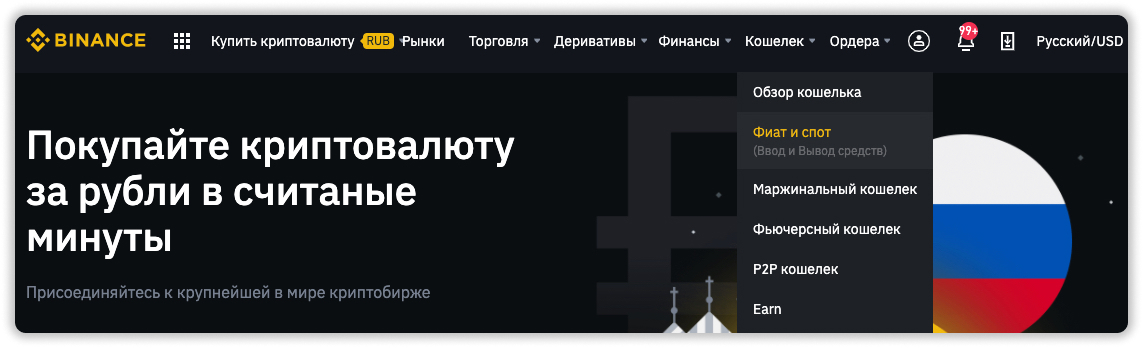 BINANCE Купить криптовалюту RUB Рынки Торговля Деривативы Финансы Кошелек Ордера 99+ Русский/USD
Обзор кошелька
Фиат и спот
(Ввод и Вывод средств)
Маржинальный кошелек
Фьючерсный кошелек
P2P кошелек
Earn
Покупайте криптовалюту
за рубли в считаные
минуты
Присоединяйтесь к крупнейшей в мире криптобирже